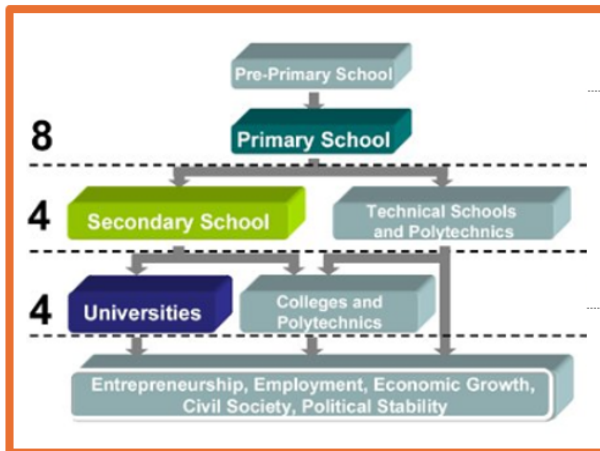 Pre-Primary School
8
Primary School
4
Secondary School
Technical Schools
and Polytechnics
4
Universities
Colleges and
Polytechnics
Entrepreneurship, Employment, Economic Growth,
Civil Society, Political Stability